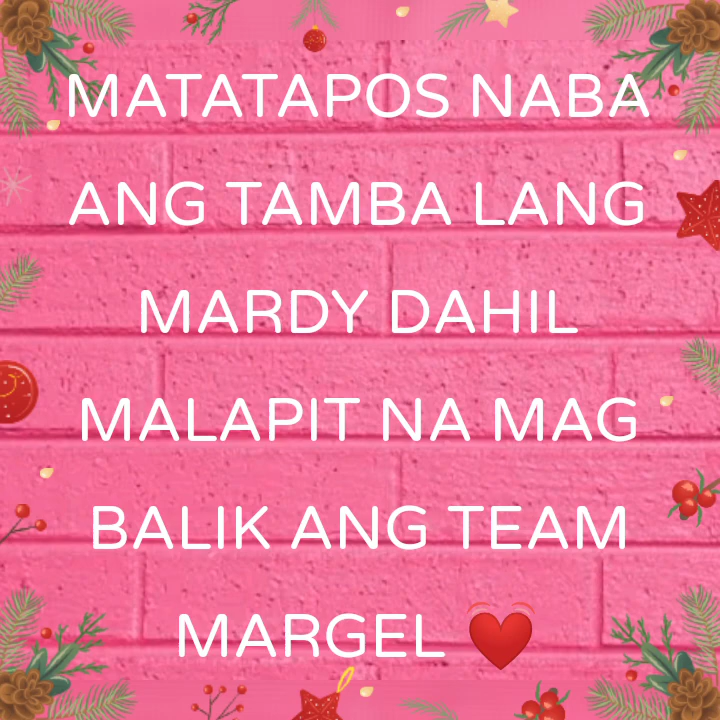 MATATAPOS NABA
ANG TAMBA LANG
MARDY DAHIL
MALAPIT NA MAG
BALIK ANG TEAM
MARGEL 💓